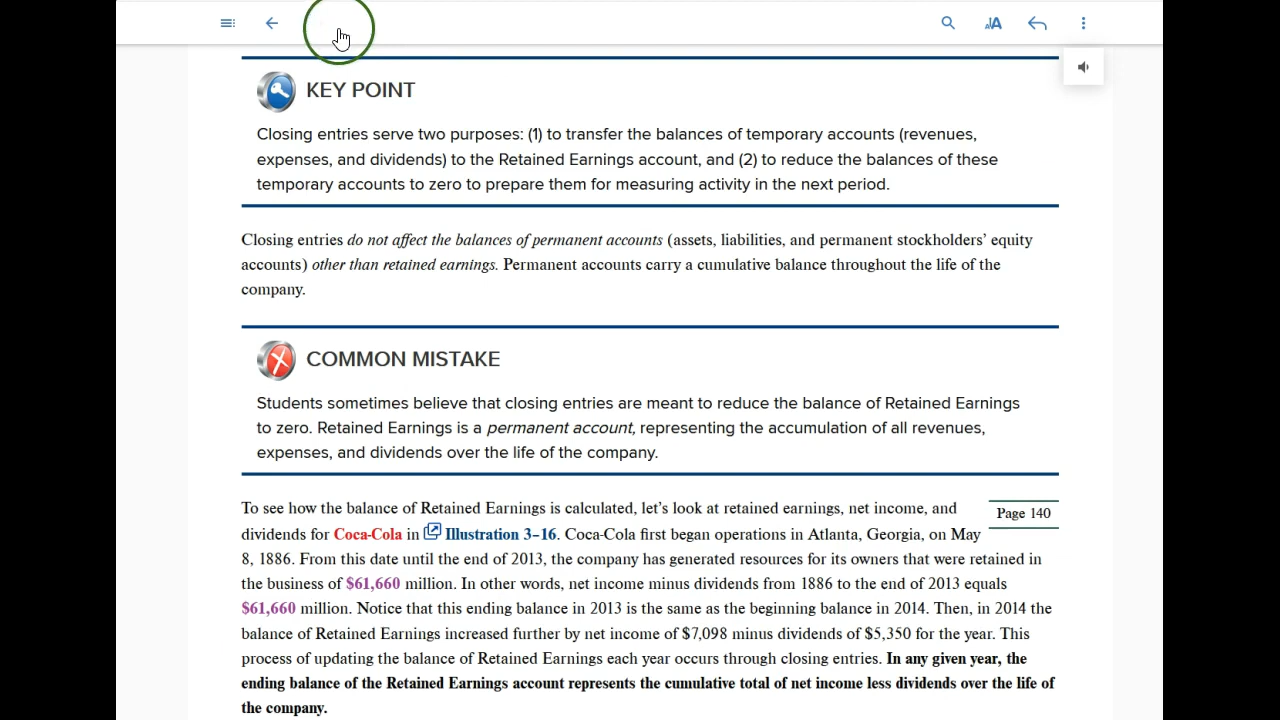 KEY POINT
Closing entries serve two purposes: (1) to transfer the balances of temporary accounts (revenues,
expenses, and dividends) to the Retained Earnings account, and (2) to reduce the balances of these
temporary accounts to zero to prepare them for measuring activity in the next period.
Closing entries do not affect the balances of permanent accounts (assets, liabilities, and permanent stockholders' equity
accounts) other than retained earnings. Permanent accounts carry a cumulative balance throughout the life of the
company.
COMMON MISTAKE
Students sometimes believe that closing entries are meant to reduce the balance of Retained Earnings
to zero. Retained Earnings is a permanent account, representing the accumulation of all revenues,
expenses, and dividends over the life of the company.
To see how the balance of Retained Earnings is calculated, let's look at retained earnings, net income, and
Page 140
dividends for Coca-Cola in Illustration 3–16. Coca-Cola first began operations in Atlanta, Georgia, on May
8, 1886. From this date until the end of 2013, the company has generated resources for its owners that were retained in
the business of $61,660 million. In other words, net income minus dividends from 1886 to the end of 2013 equals
$61,660 million. Notice that this ending balance in 2013 is the same as the beginning balance in 2014. Then, in 2014 the
balance of Retained Earnings increased further by net income of $7,098 minus dividends of $5,350 for the year. This
process of updating the balance of Retained Earnings each year occurs through closing entries. In any given year, the
ending balance of the Retained Earnings account represents the cumulative total of net income less dividends over the life of
the company.